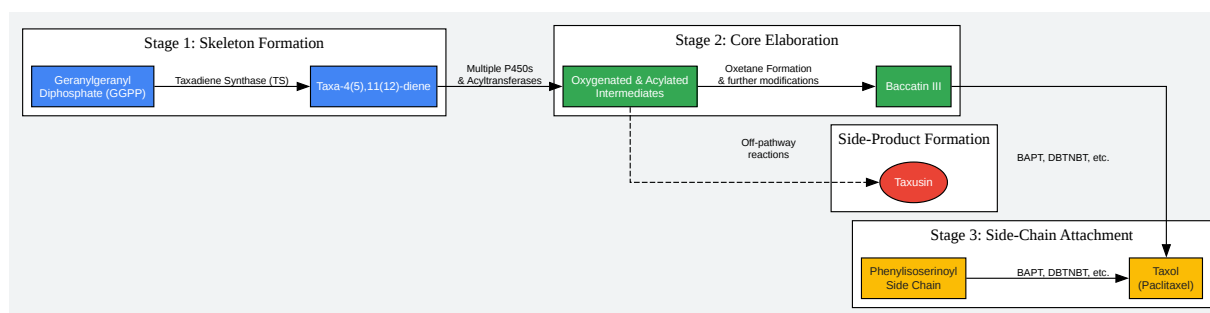 Stage 1: Skeleton Formation
Geranylgeranyl
Diphosphate (GGPP)
Taxadiene Synthase (TS)
Taxa-4(5),11(12)-diene
Multiple P450s
& Acyltransferases
Stage 2: Core Elaboration
Oxygenated & Acylated
Intermediates
Oxetane Formation
& further modifications
Baccatin III
Off-pathway
reactions
Side-Product Formation
Taxusin
BAPT, DBTNBT, etc.
Stage 3: Side-Chain Attachment
Phenylisoserinoyl
Side Chain
BAPT, DBTNBT, etc.
Taxol
(Paclitaxel)